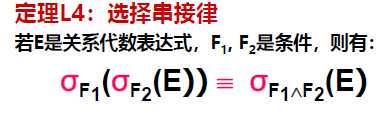 定理L4：选择串接律
若E是关系代数表达式，F₁, F₂是条件，则有：
σF₁(σF₂(E)) ≡ σF₁∧F₂(E)